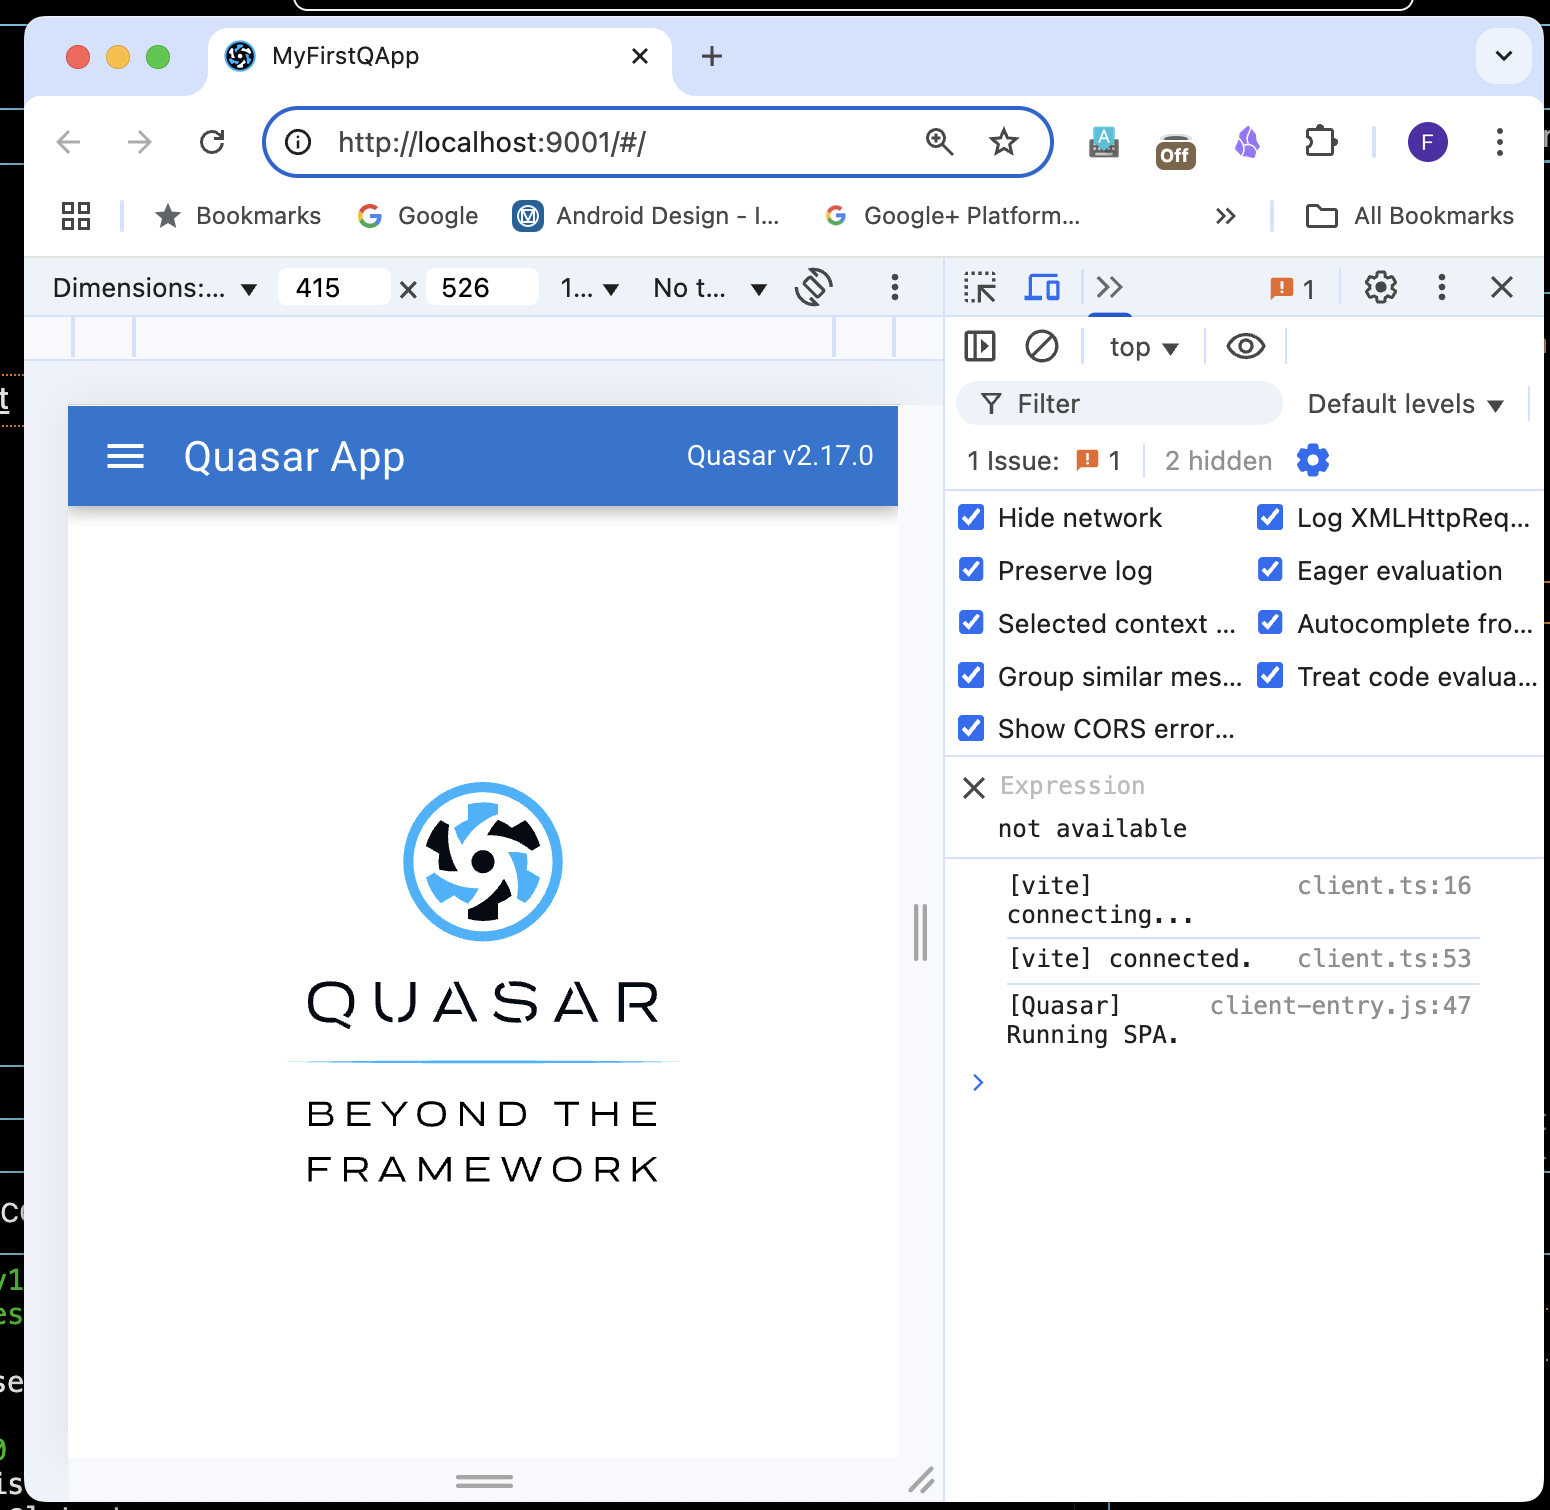 MyFirstQApp
http://localhost:9001/#/
A
Off
F
Bookmarks
Google
Android Design - I...
Google+ Platform...
All Bookmarks
Dimensions:...
415
×
526
1...
No t...
1
top
Filter
Default levels
1 Issue:
1
2 hidden
Hide network
Log XMLHttpReq...
Preserve log
Eager evaluation
Selected context ...
Autocomplete fro...
Group similar mes...
Treat code evalua...
Show CORS error...
Expression
not available
[vite] client.ts:16
connecting...
[vite] connected. client.ts:53
[Quasar] client-entry.js:47
Running SPA.
Quasar App
Quasar v2.17.0
QUASAR
BEYOND THE
FRAMEWORK